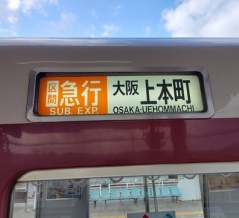 区間 急行 大阪 上本町
SUB. EXP. OSAKA-UEHOMMACHI